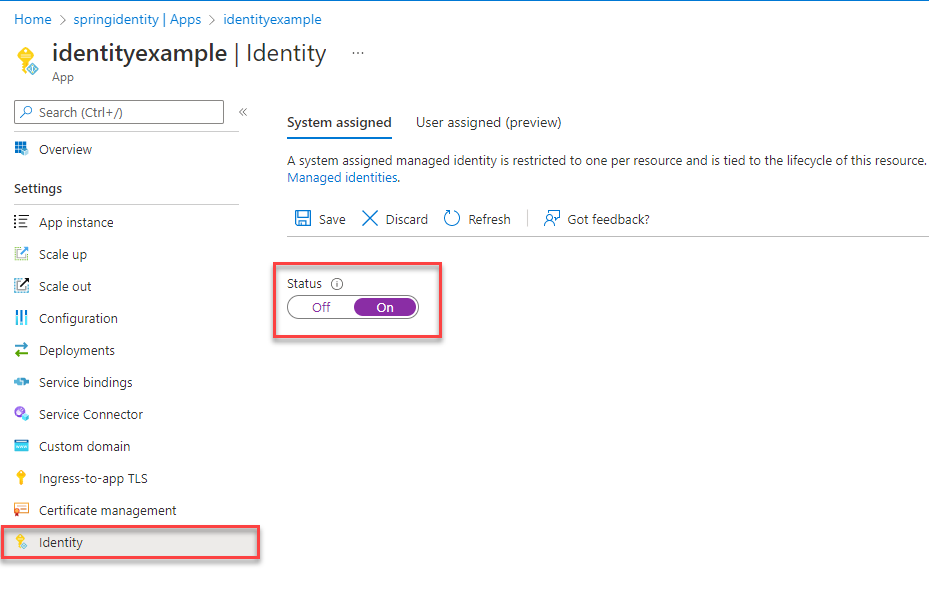 Home > springidentity | Apps > identityexample
identityexample | Identity ...
App
Search (Ctrl+/) «
Overview
Settings
App instance
Scale up
Scale out
Configuration
Deployments
Service bindings
Service Connector
Custom domain
Ingress-to-app TLS
Certificate management
Identity
System assigned User assigned (preview)
A system assigned managed identity is restricted to one per resource and is tied to the lifecycle of this resource.
Managed identities.
Save Discard Refresh Got feedback?
Status
Off On